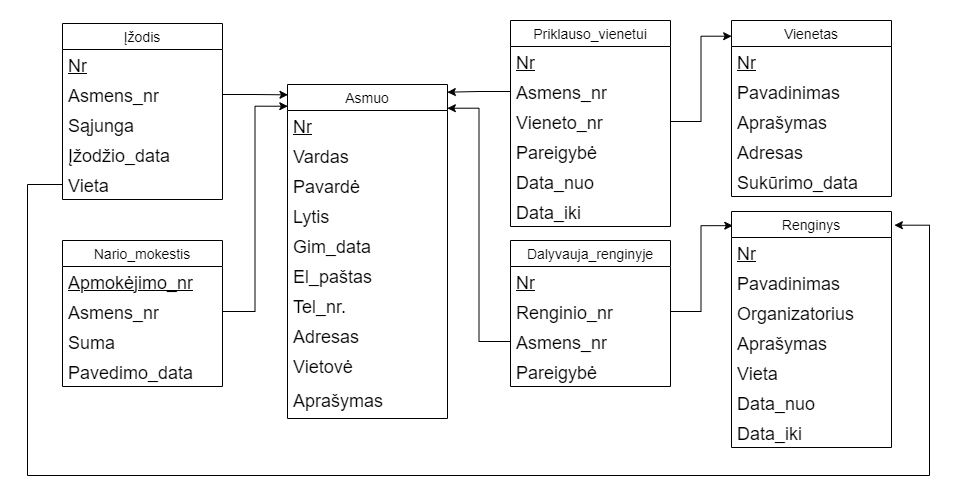 Įžodis
Nr
Asmens_nr
Sąjunga
Įžodžio_data
Vieta
Nario_mokestis
Apmokėjimo_nr
Asmens_nr
Suma
Pavedimo_data
Asmuo
Nr
Vardas
Pavardė
Lytis
Gim_data
El_paštas
Tel_nr.
Adresas
Vietovė
Aprašymas
Priklauso_vienetui
Nr
Asmens_nr
Vieneto_nr
Pareigybė
Data_nuo
Data_iki
Dalyvauja_renginyje
Nr
Renginio_nr
Asmens_nr
Pareigybė
Vienetas
Nr
Pavadinimas
Aprašymas
Adresas
Sukūrimo_data
Renginys
Nr
Pavadinimas
Organizatorius
Aprašymas
Vieta
Data_nuo
Data_iki